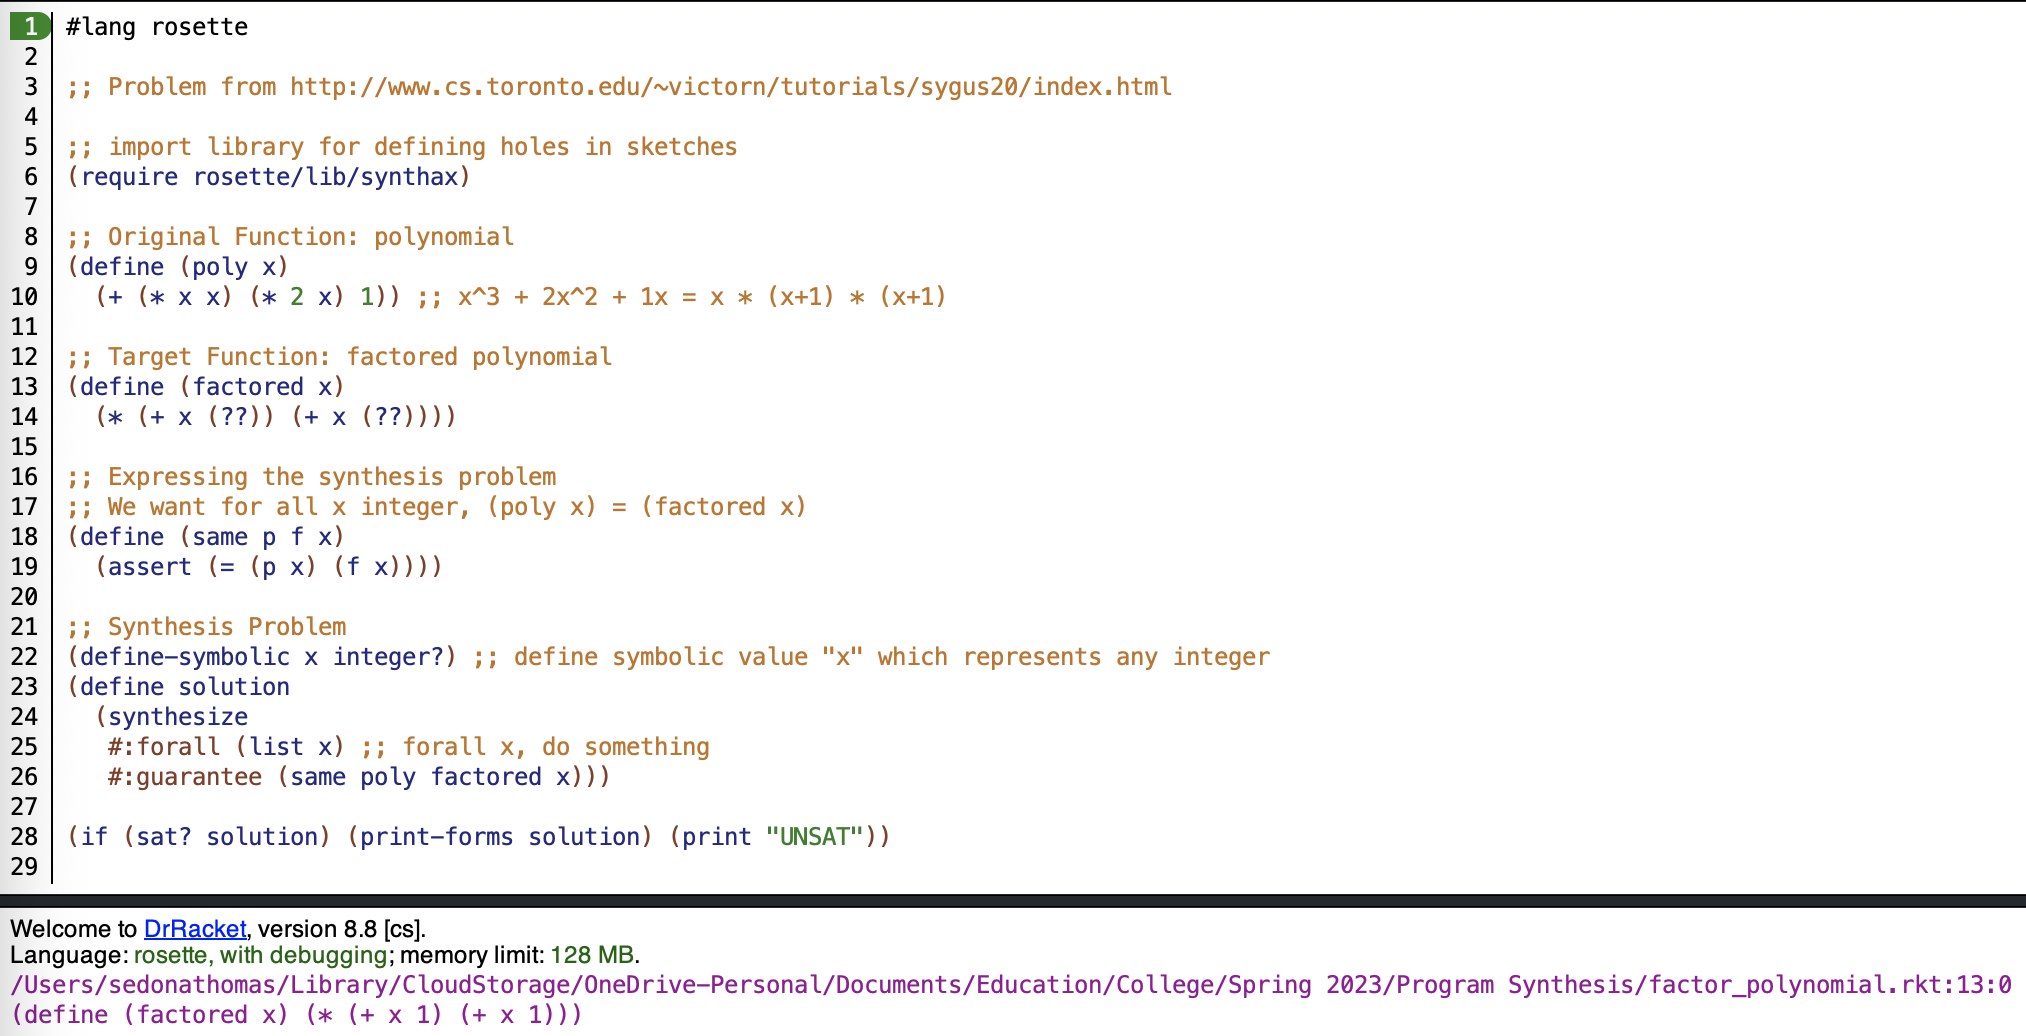 1 #lang rosette
2
3 ;; Problem from http://www.cs.toronto.edu/~victorn/tutorials/sygus20/index.html
4
5 ;; import library for defining holes in sketches
6 (require rosette/lib/synthax)
7
8 ;; Original Function: polynomial
9 (define (poly x)
10   (+ (* x x) (* 2 x) 1)) ;; x^3 + 2x^2 + 1x = x * (x+1) * (x+1)
11
12 ;; Target Function: factored polynomial
13 (define (factored x)
14   (* (+ x (??)) (+ x (??))))
15
16 ;; Expressing the synthesis problem
17 ;; We want for all x integer, (poly x) = (factored x)
18 (define (same p f x)
19   (assert (= (p x) (f x))))
20
21 ;; Synthesis Problem
22 (define-symbolic x integer?) ;; define symbolic value "x" which represents any integer
23 (define solution
24   (synthesize
25    #:forall (list x) ;; forall x, do something
26    #:guarantee (same poly factored x)))
27
28 (if (sat? solution) (print-forms solution) (print "UNSAT"))
29
Welcome to DrRacket, version 8.8 [cs].
Language: rosette, with debugging; memory limit: 128 MB.
/Users/sedonathomas/Library/CloudStorage/OneDrive-Personal/Documents/Education/College/Spring 2023/Program Synthesis/factor_polynomial.rkt:13:0
(define (factored x) (* (+ x 1) (+ x 1)))